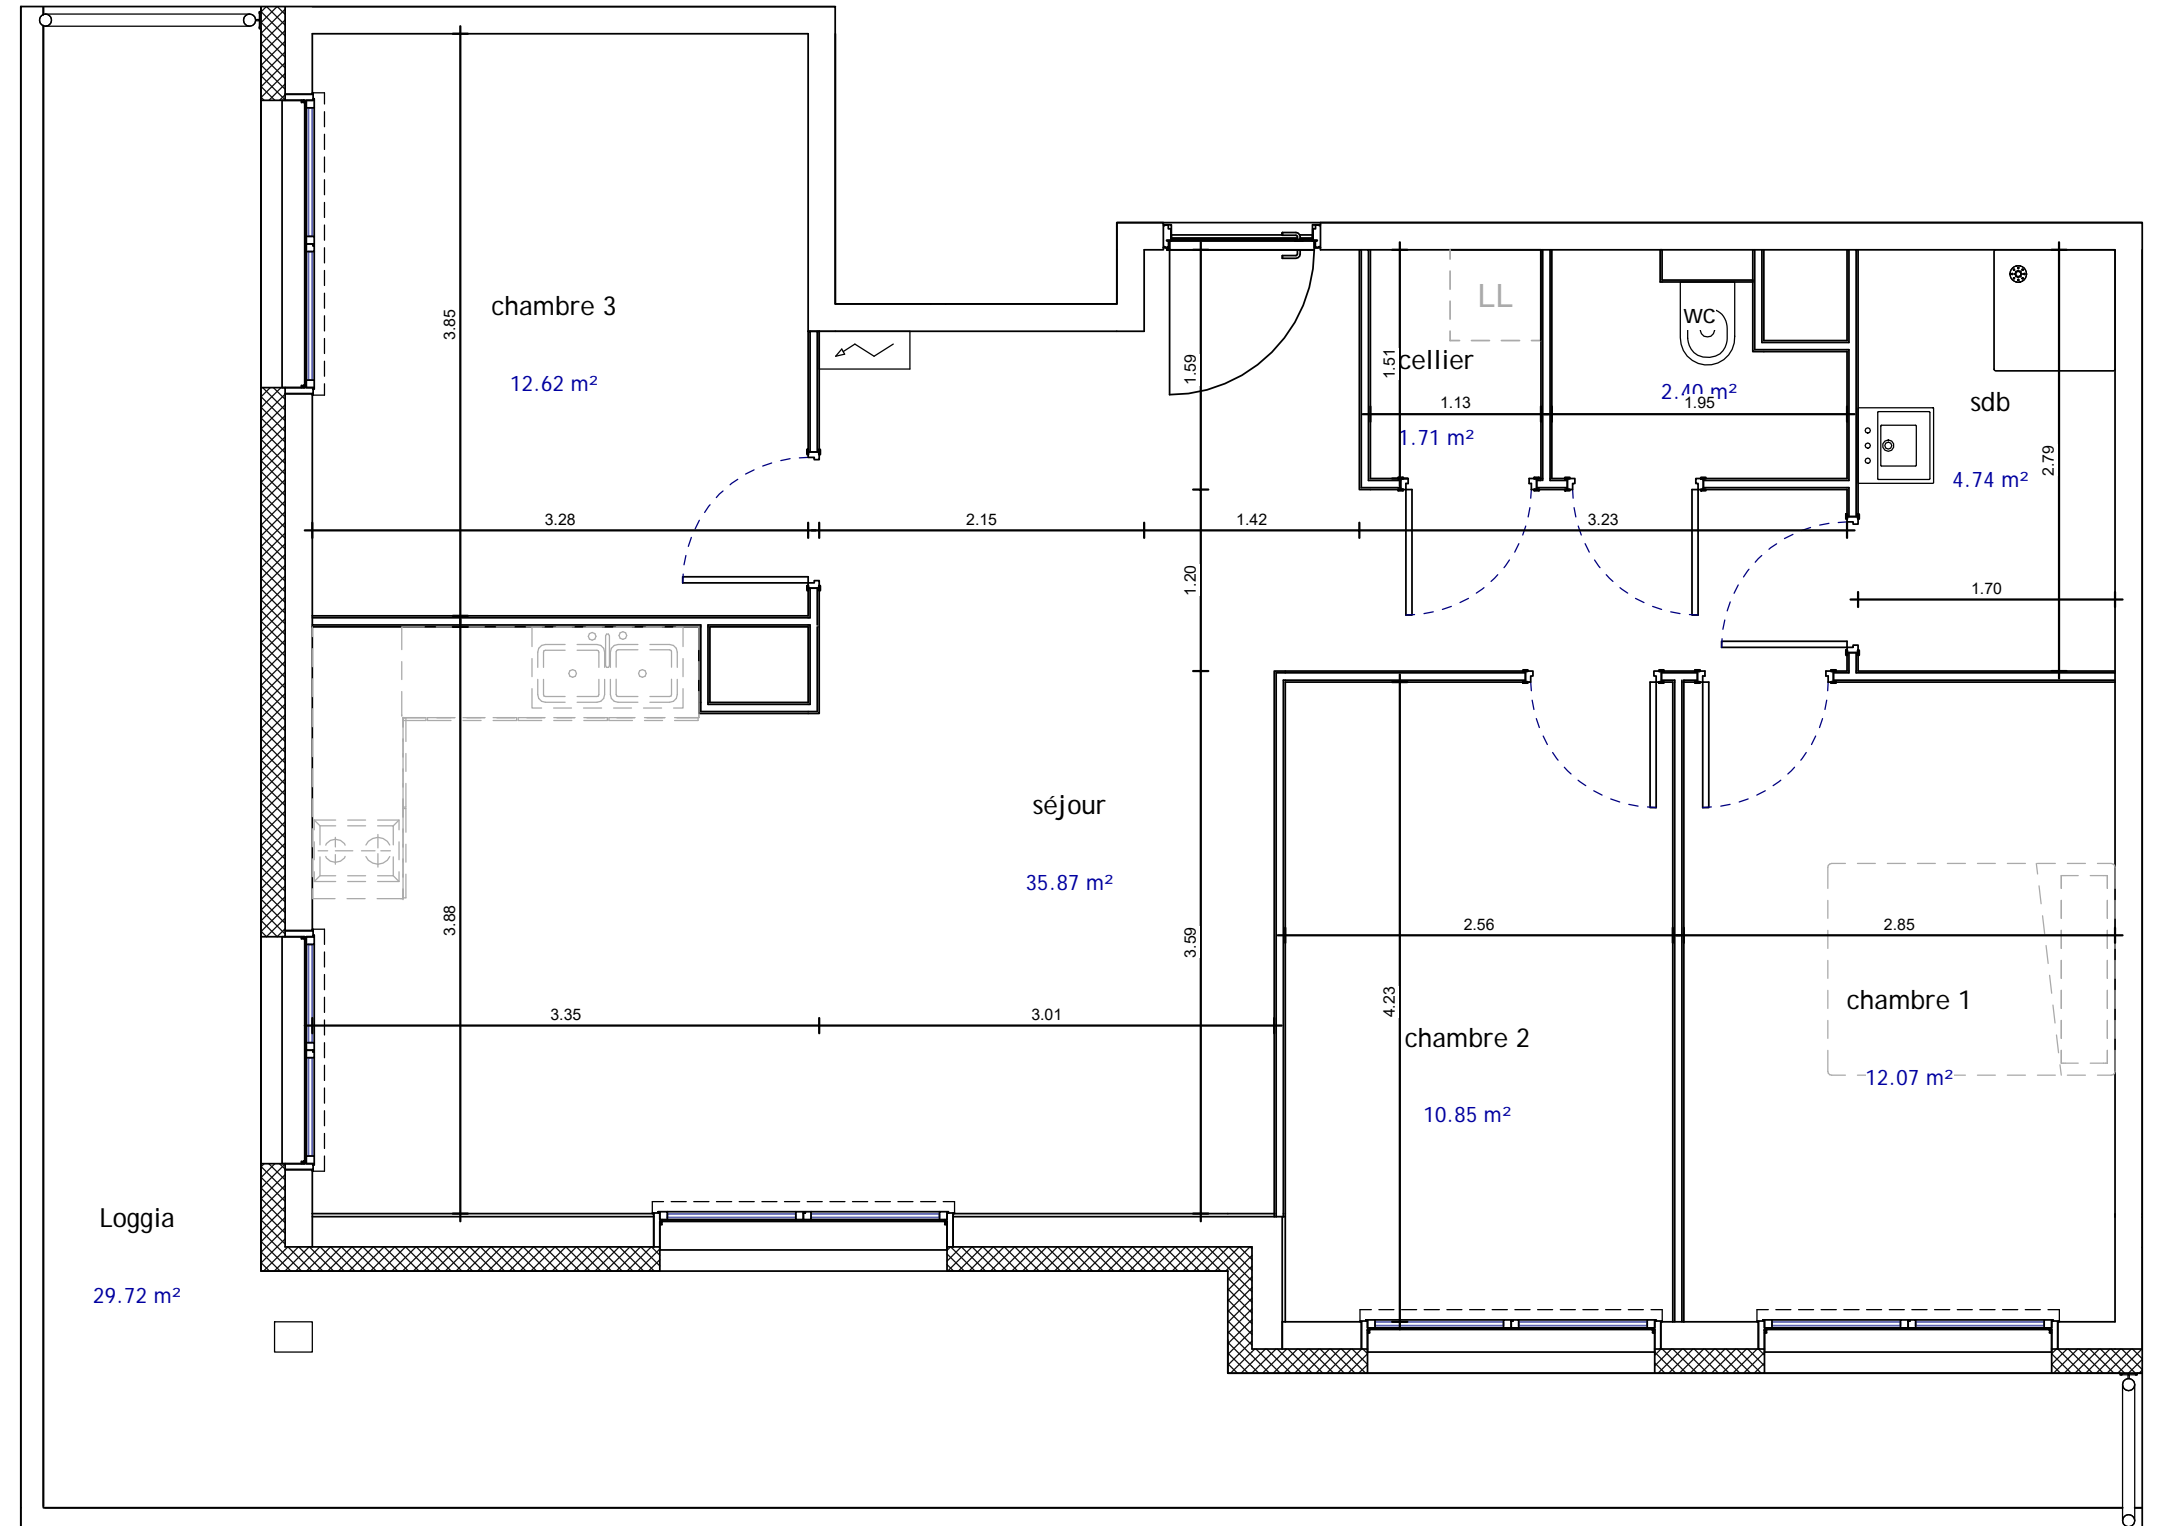 chambre 3
12.62 m²
3.85
LL
WC
cellier
1.51
1.59
2.40 m²
1.95
1.13
1.71 m²
sdb
4.74 m²
2.79
3.28
2.15
1.42
3.23
1.20
1.70
séjour
35.87 m²
3.88
3.59
2.56
2.85
chambre 1
12.07 m²
4.23
chambre 2
10.85 m²
3.35
3.01
Loggia
29.72 m²